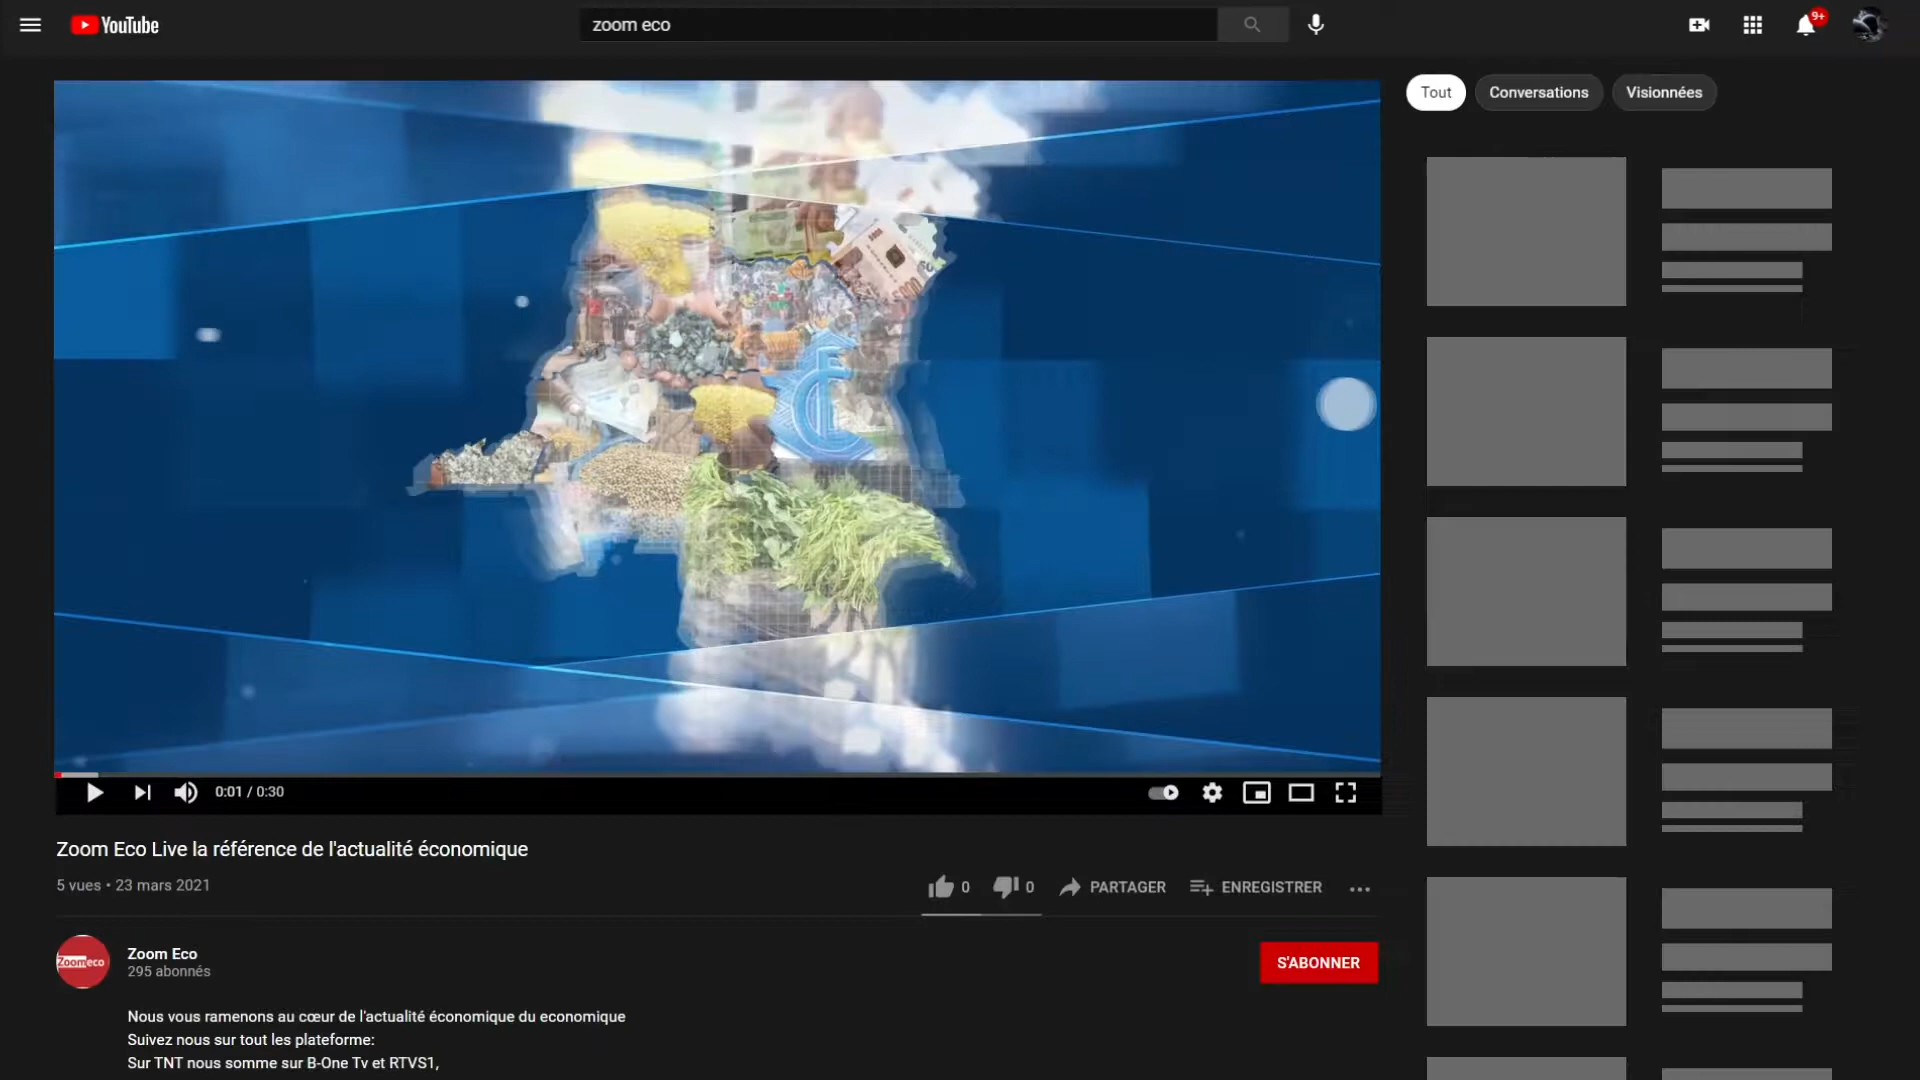 YouTube
zoom eco
9+
Tout
Conversations
Visionnées
0:01 / 0:30
Zoom Eco Live la référence de l'actualité économique
5 vues • 23 mars 2021
0
0
PARTAGER
ENREGISTRER
Zoomeco
Zoom Eco
295 abonnés
S'ABONNER
Nous vous ramenons au cœur de l'actualité économique du economique
Suivez nous sur tout les plateforme:
Sur TNT nous somme sur B-One Tv et RTVS1,